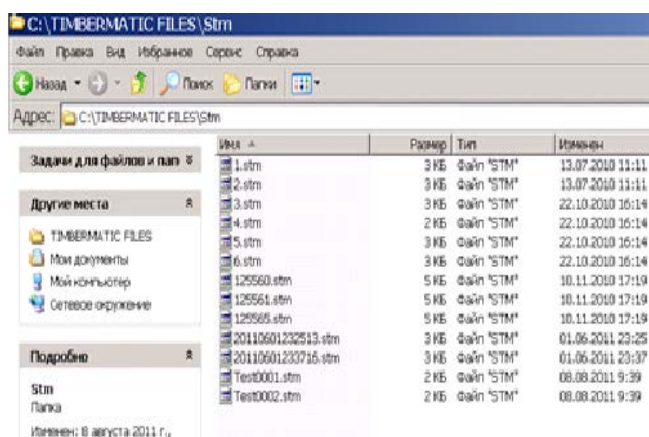 C:\TIMBERMATIC FILES\Stm
Файл Правка Вид Избранное Сервис Справка
Назад Поиск Папки
Адрес: C:\TIMBERMATIC FILES\Stm
Имя Размер Тип Изменен
Задачи для файлов и пап
Другие места
TIMBERMATIC FILES
Мои документы
Мой компьютер
Сетевое окружение
Подробно
Stm
Папка
Изменен: 8 августа 2011 г.,
1.stm 3 КБ Файл "STM" 13.07.2010 11:11
2.stm 3 КБ Файл "STM" 13.07.2010 11:11
3.stm 3 КБ Файл "STM" 22.10.2010 16:14
4.stm 2 КБ Файл "STM" 22.10.2010 16:14
5.stm 3 КБ Файл "STM" 22.10.2010 16:14
6.stm 3 КБ Файл "STM" 22.10.2010 16:14
125560.stm 5 КБ Файл "STM" 10.11.2010 17:19
125561.stm 5 КБ Файл "STM" 10.11.2010 17:19
125565.stm 5 КБ Файл "STM" 10.11.2010 17:19
20110601232513.stm 3 КБ Файл "STM" 01.06.2011 23:25
20110601233716.stm 3 КБ Файл "STM" 01.06.2011 23:37
Test0001.stm 2 КБ Файл "STM" 08.08.2011 9:39
Test0002.stm 2 КБ Файл "STM" 08.08.2011 9:39